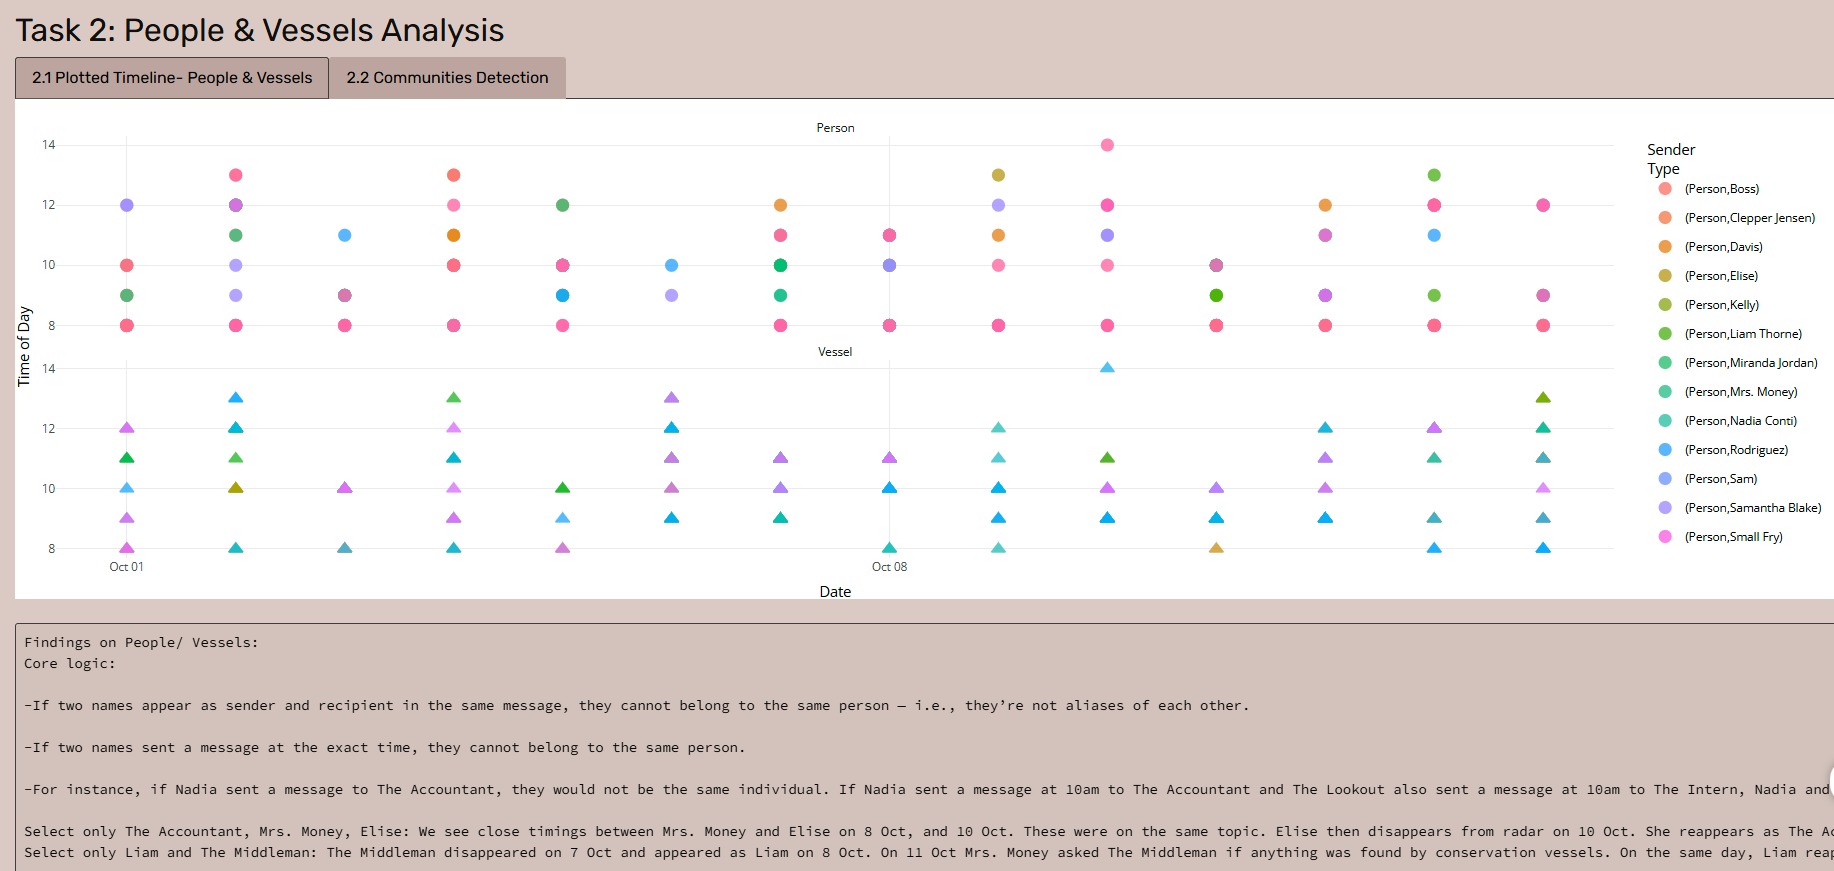 Task 2: People & Vessels Analysis
2.1 Plotted Timeline- People & Vessels
2.2 Communities Detection
Person
14
12
10
8
Time of Day
Vessel
14
12
10
8
Oct 01
Oct 08
Date
Sender
Type
(Person,Boss)
(Person,Clepper Jensen)
(Person,Davis)
(Person,Elise)
(Person,Kelly)
(Person,Liam Thorne)
(Person,Miranda Jordan)
(Person,Mrs. Money)
(Person,Nadia Conti)
(Person,Rodriguez)
(Person,Sam)
(Person,Samantha Blake)
(Person,Small Fry)
Findings on People/ Vessels:
Core logic:
-If two names appear as sender and recipient in the same message, they cannot belong to the same person – i.e., they’re not aliases of each other.
-If two names sent a message at the exact time, they cannot belong to the same person.
-For instance, if Nadia sent a message to The Accountant, they would not be the same individual. If Nadia sent a message at 10am to The Accountant and The Lookout also sent a message at 10am to The Intern, Nadia and
Select only The Accountant, Mrs. Money, Elise: We see close timings between Mrs. Money and Elise on 8 Oct, and 10 Oct. These were on the same topic. Elise then disappears from radar on 10 Oct. She reappears as The
Select only Liam and The Middleman: The Middleman disappeared on 7 Oct and appeared as Liam on 8 Oct. On 11 Oct Mrs. Money asked The Middleman if anything was found by conservation vessels. On the same day, Liam